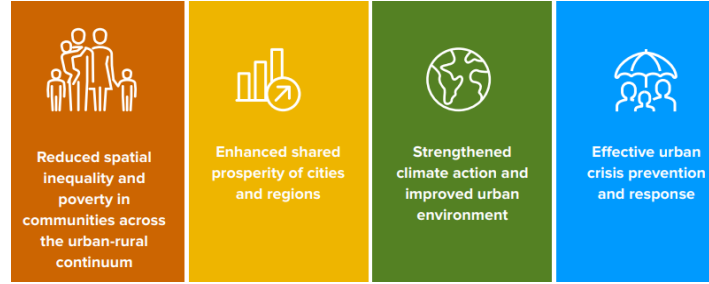 Reduced spatial
inequality and
poverty in
communities across
the urban-rural
continuum
Enhanced shared
prosperity of cities
and regions
Strengthened
climate action and
improved urban
environment
Effective urban
crisis prevention
and response